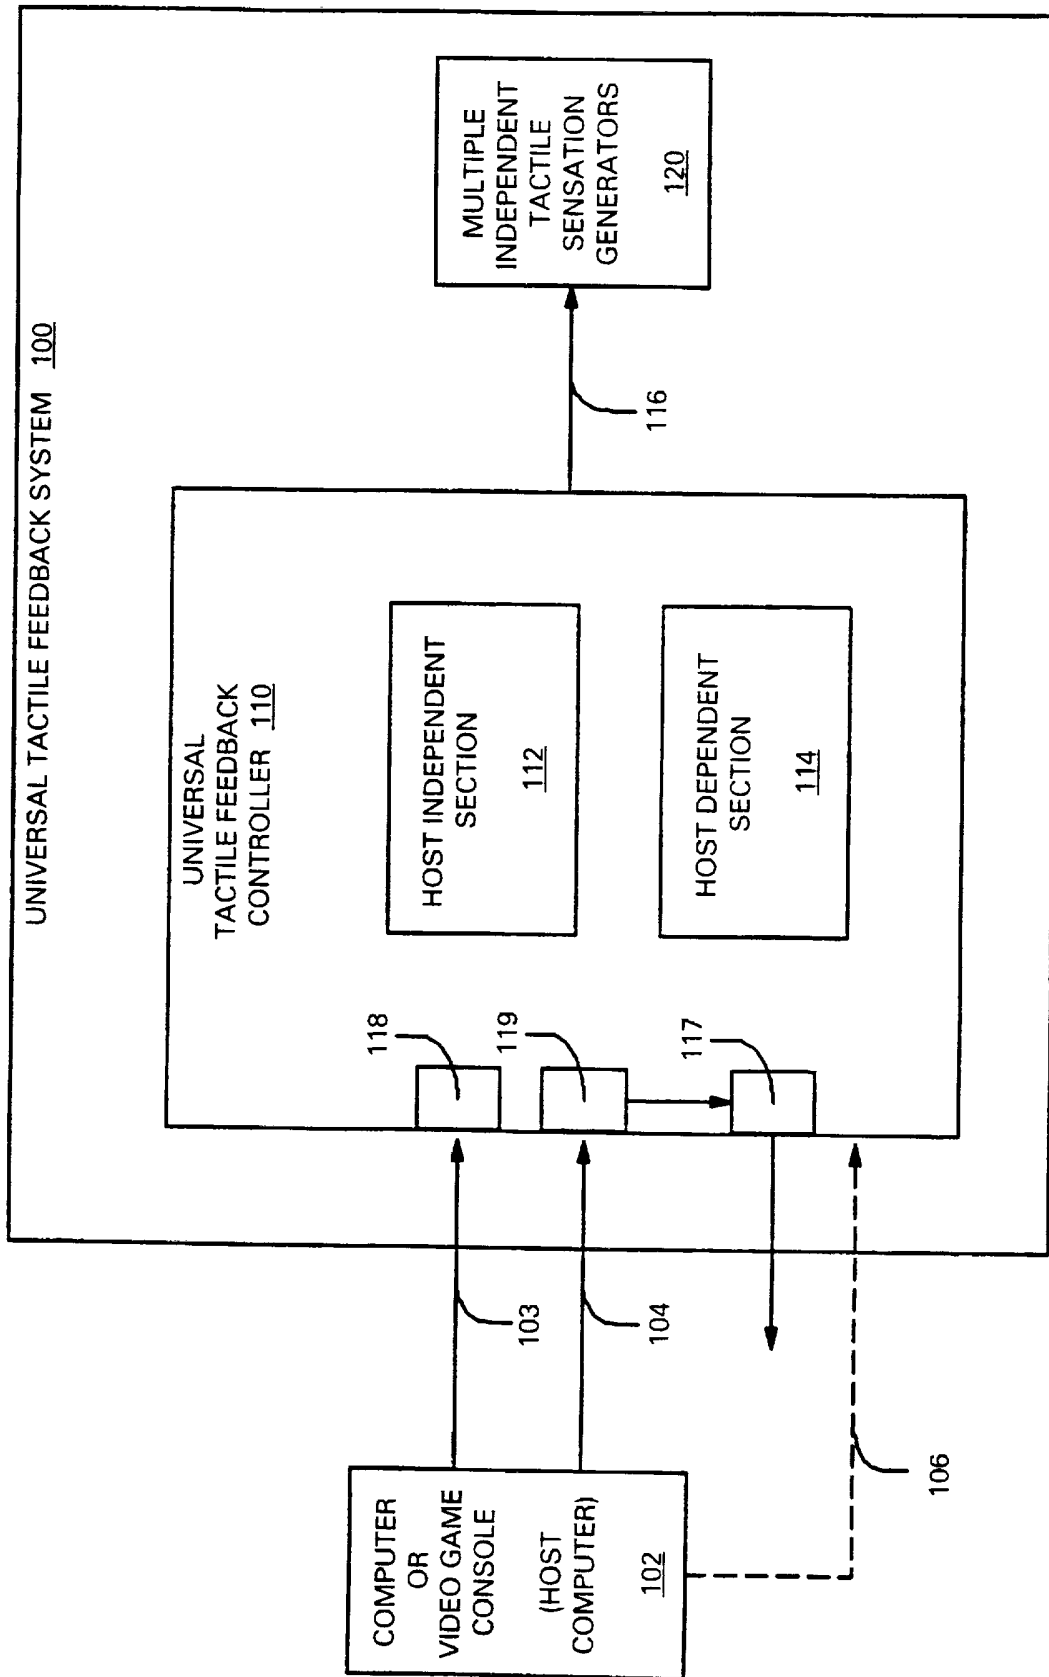 UNIVERSAL TACTILE FEEDBACK SYSTEM 100
COMPUTER
OR
VIDEO GAME
CONSOLE
(HOST
COMPUTER)
102
103
104
106
UNIVERSAL
TACTILE FEEDBACK
CONTROLLER 110
118
119
117
HOST INDEPENDENT
SECTION
112
HOST DEPENDENT
SECTION
114
116
MULTIPLE
INDEPENDENT
TACTILE
SENSATION
GENERATORS
120